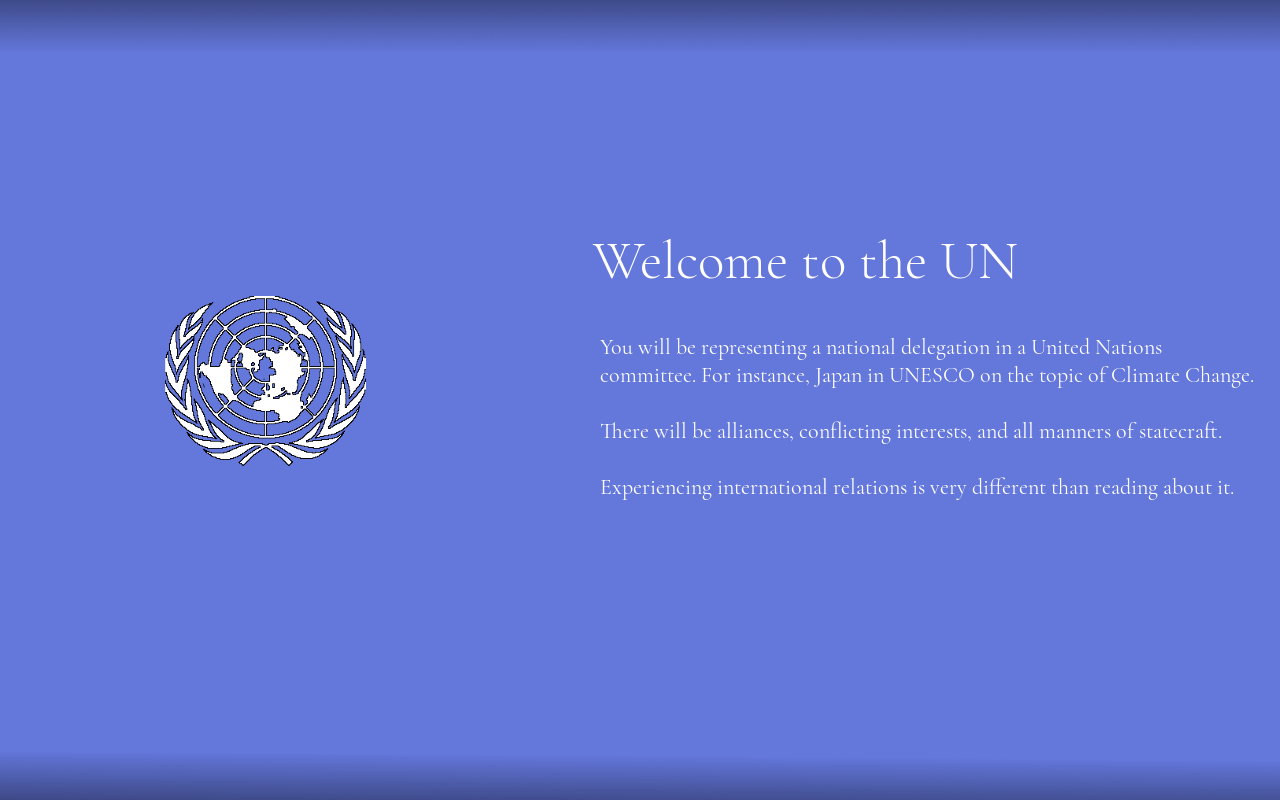 Welcome to the UN
You will be representing a national delegation in a United Nations
committee. For instance, Japan in UNESCO on the topic of Climate Change.
There will be alliances, conflicting interests, and all manners of statecraft.
Experiencing international relations is very different than reading about it.